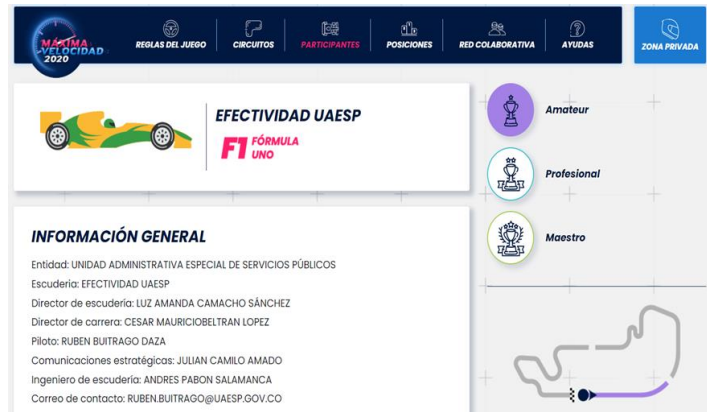 MÁXIMA
VELOCIDAD
2020
REGLAS DEL JUEGO
CIRCUITOS
PARTICIPANTES
POSICIONES
RED COLABORATIVA
AYUDAS
ZONA PRIVADA
EFECTIVIDAD UAESP
F1 FÓRMULA
UNO
Amateur
Profesional
Maestro
INFORMACIÓN GENERAL
Entidad: UNIDAD ADMINISTRATIVA ESPECIAL DE SERVICIOS PÚBLICOS
Escudería: EFECTIVIDAD UAESP
Director de escudería: LUZ AMANDA CAMACHO SÁNCHEZ
Director de carrera: CESAR MAURICIOBELTRAN LOPEZ
Piloto: RUBEN BUITRAGO DAZA
Comunicaciones estratégicas: JULIAN CAMILO AMADO
Ingeniero de escudería: ANDRES PABON SALAMANCA
Correo de contacto: RUBEN.BUITRAGO@UAESP.GOV.CO